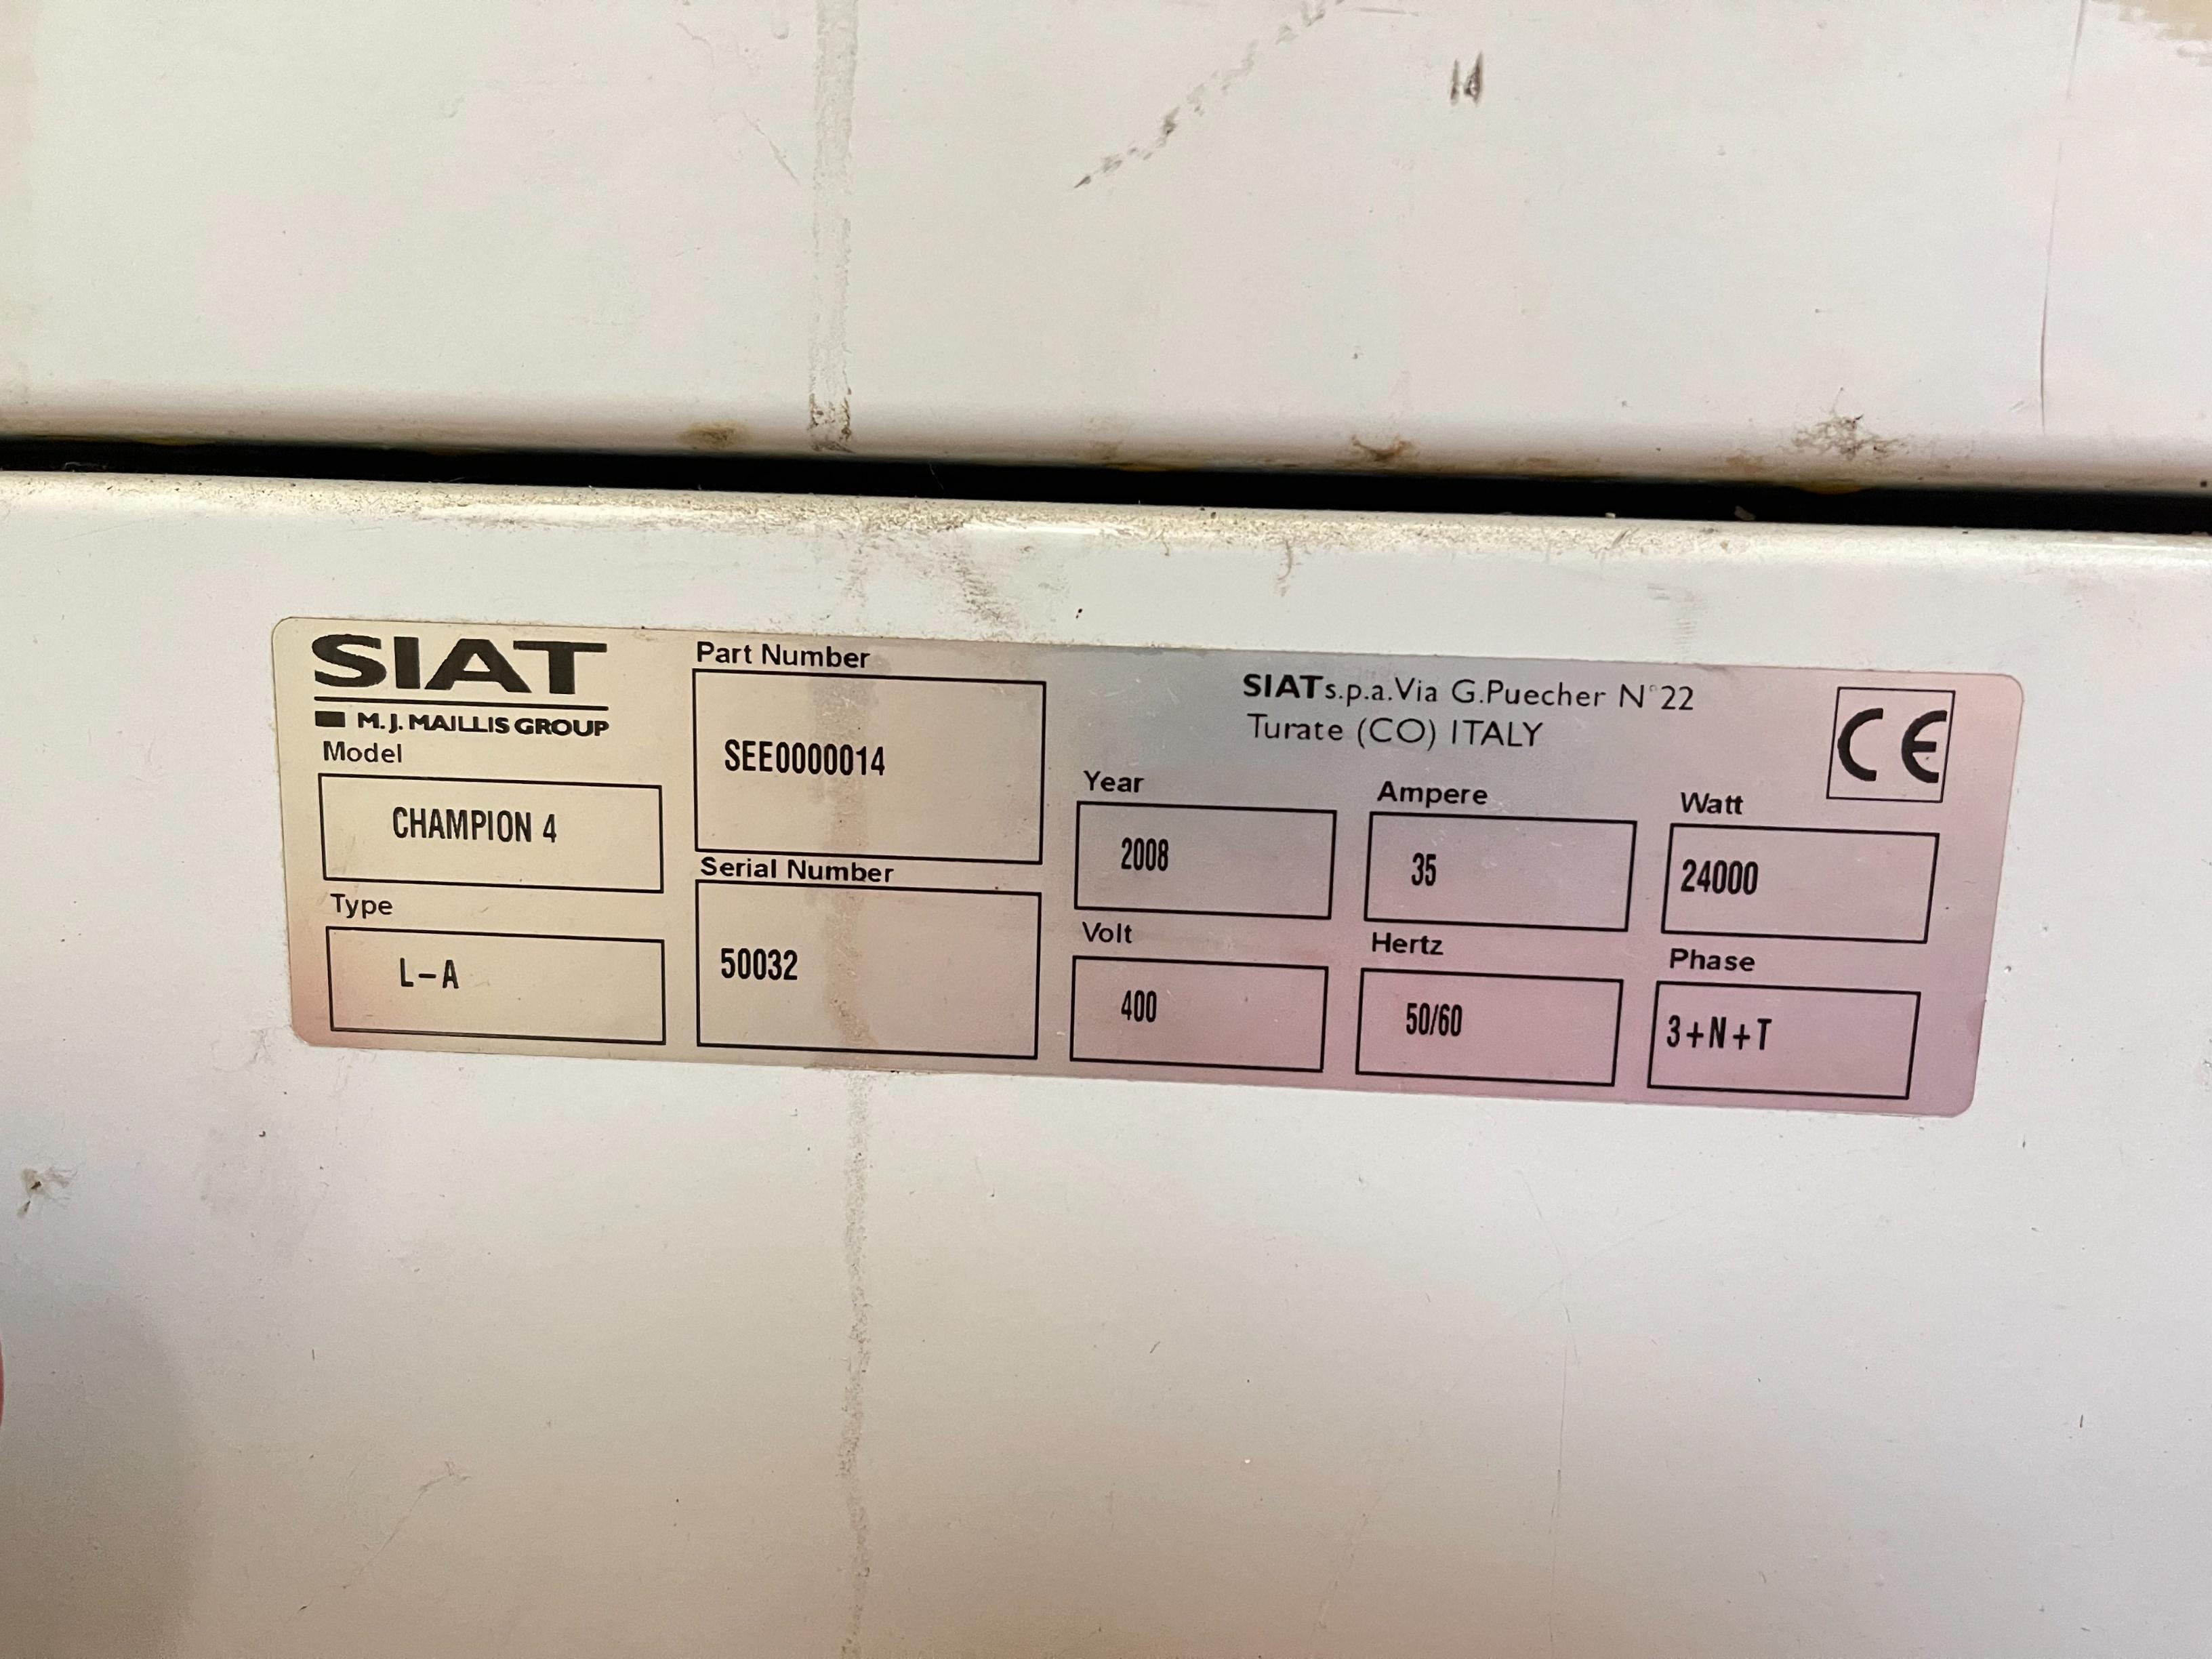 SIAT
M.J. MAILLIS GROUP
Model
CHAMPION 4
Type
L-A
Part Number
SEE0000014
Serial Number
50032
SIAT s.p.a. Via G.Puecher N°22
Turate (CO) ITALY
CE
Year
2008
Ampere
35
Watt
24000
Volt
400
Hertz
50/60
Phase
3+N+T